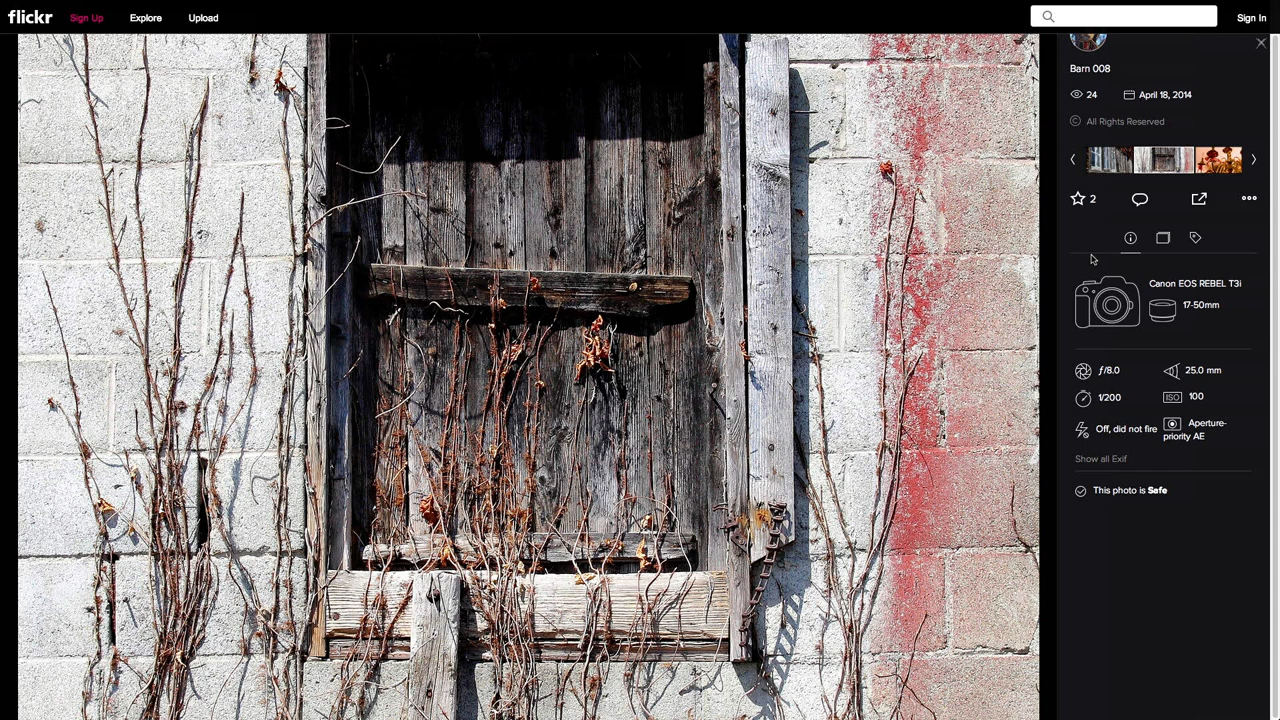 flickr Sign Up Explore Upload Sign In
Barn 008
24 April 18, 2014
© All Rights Reserved
2
Canon EOS REBEL T3i
17-50mm
ƒ/8.0 25.0 mm
1/200 ISO 100
Off, did not fire Aperture-
priority AE
Show all Exif
This photo is Safe